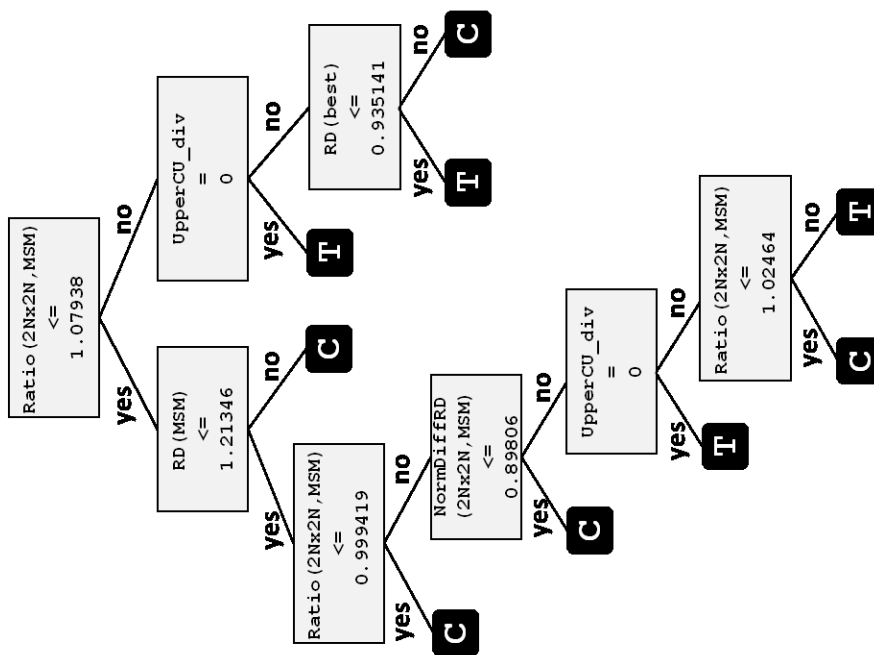 Ratio(2Nx2N,MSM)
<=
1.07938
yes
no
RD(MSM)
<=
1.21346
UpperCU_div
=
0
yes
no
yes
no
Ratio(2Nx2N,MSM)
<=
0.999419
C
T
RD(best)
<=
0.935141
yes
no
yes
no
C
NormDiffRD
(2Nx2N,MSM)
<=
0.89806
T
C
yes
no
C
UpperCU_div
=
0
yes
no
T
Ratio(2Nx2N,MSM)
<=
1.02464
yes
no
C
T